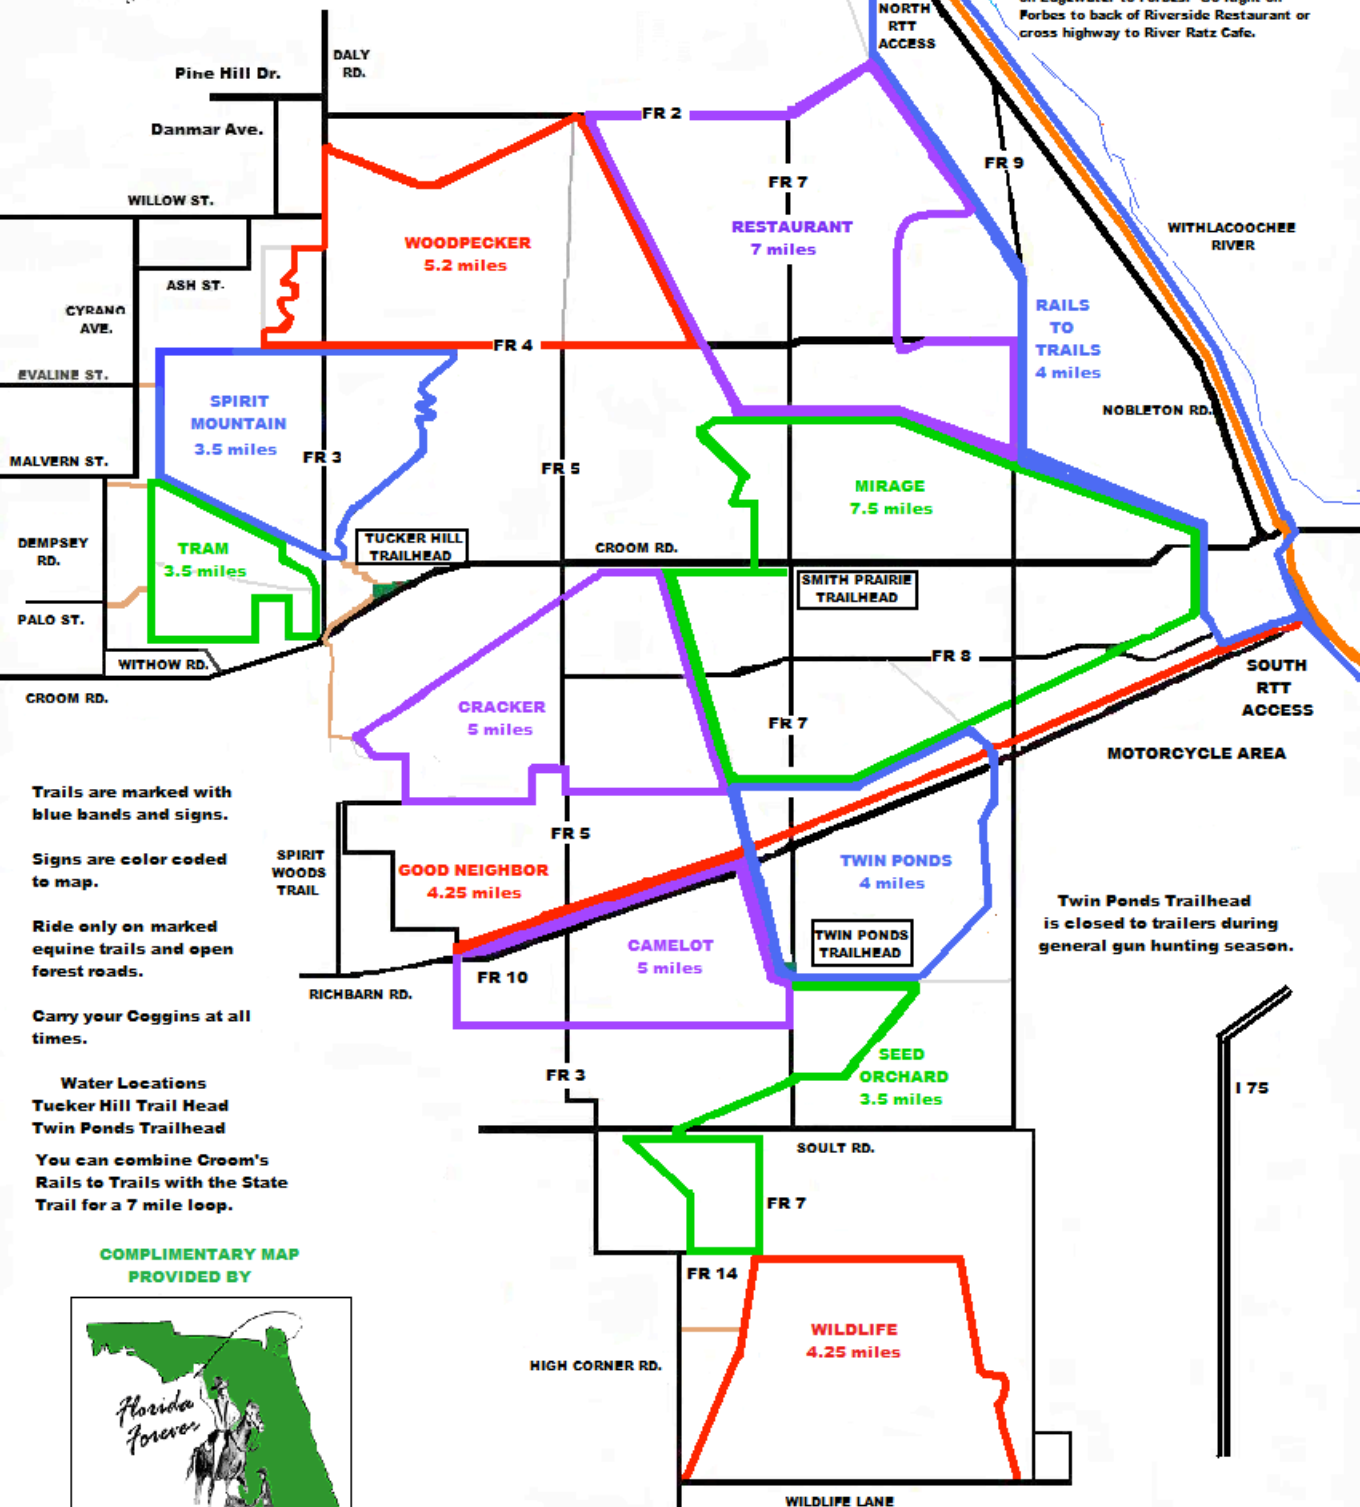 on Edgewater to Forbes. Go Right on
Forbes to back of Riverside Restaurant or
cross highway to River Ratz Cafe.
NORTH
RTT
ACCESS
DALY
RD.
Pine Hill Dr.
Danmar Ave.
FR 2
FR 9
FR 7
WILLOW ST.
RESTAURANT
7 miles
WITHLACOOCHEE
RIVER
WOODPECKER
5.2 miles
ASH ST.
CYRANO
AVE.
RAILS
TO
TRAILS
4 miles
FR 4
EVALINE ST.
SPIRIT
MOUNTAIN
3.5 miles
NOBLETON RD.
MALVERN ST.
FR 3
FR 5
MIRAGE
7.5 miles
DEMPSEY
RD.
TRAM
3.5 miles
TUCKER HILL
TRAILHEAD
CROOM RD.
SMITH PRAIRIE
TRAILHEAD
PALO ST.
WITHOW RD.
FR 8
CROOM RD.
SOUTH
RTT
ACCESS
CRACKER
5 miles
FR 7
MOTORCYCLE AREA
Trails are marked with
blue bands and signs.
FR 5
SPIRIT
WOODS
TRAIL
GOOD NEIGHBOR
4.25 miles
TWIN PONDS
4 miles
Signs are color coded
to map.
Twin Ponds Trailhead
is closed to trailers during
general gun hunting season.
Ride only on marked
equine trails and open
forest roads.
CAMELOT
5 miles
TWIN PONDS
TRAILHEAD
FR 10
RICHBARN RD.
Carry your Coggins at all
times.
SEED
ORCHARD
3.5 miles
FR 3
I 75
Water Locations
Tucker Hill Trail Head
Twin Ponds Trailhead
SOULT RD.
You can combine Croom's
Rails to Trails with the State
Trail for a 7 mile loop.
FR 7
COMPLIMENTARY MAP
PROVIDED BY
FR 14
WILDLIFE
4.25 miles
HIGH CORNER RD.
Florida
Forever
WILDLIFE LANE